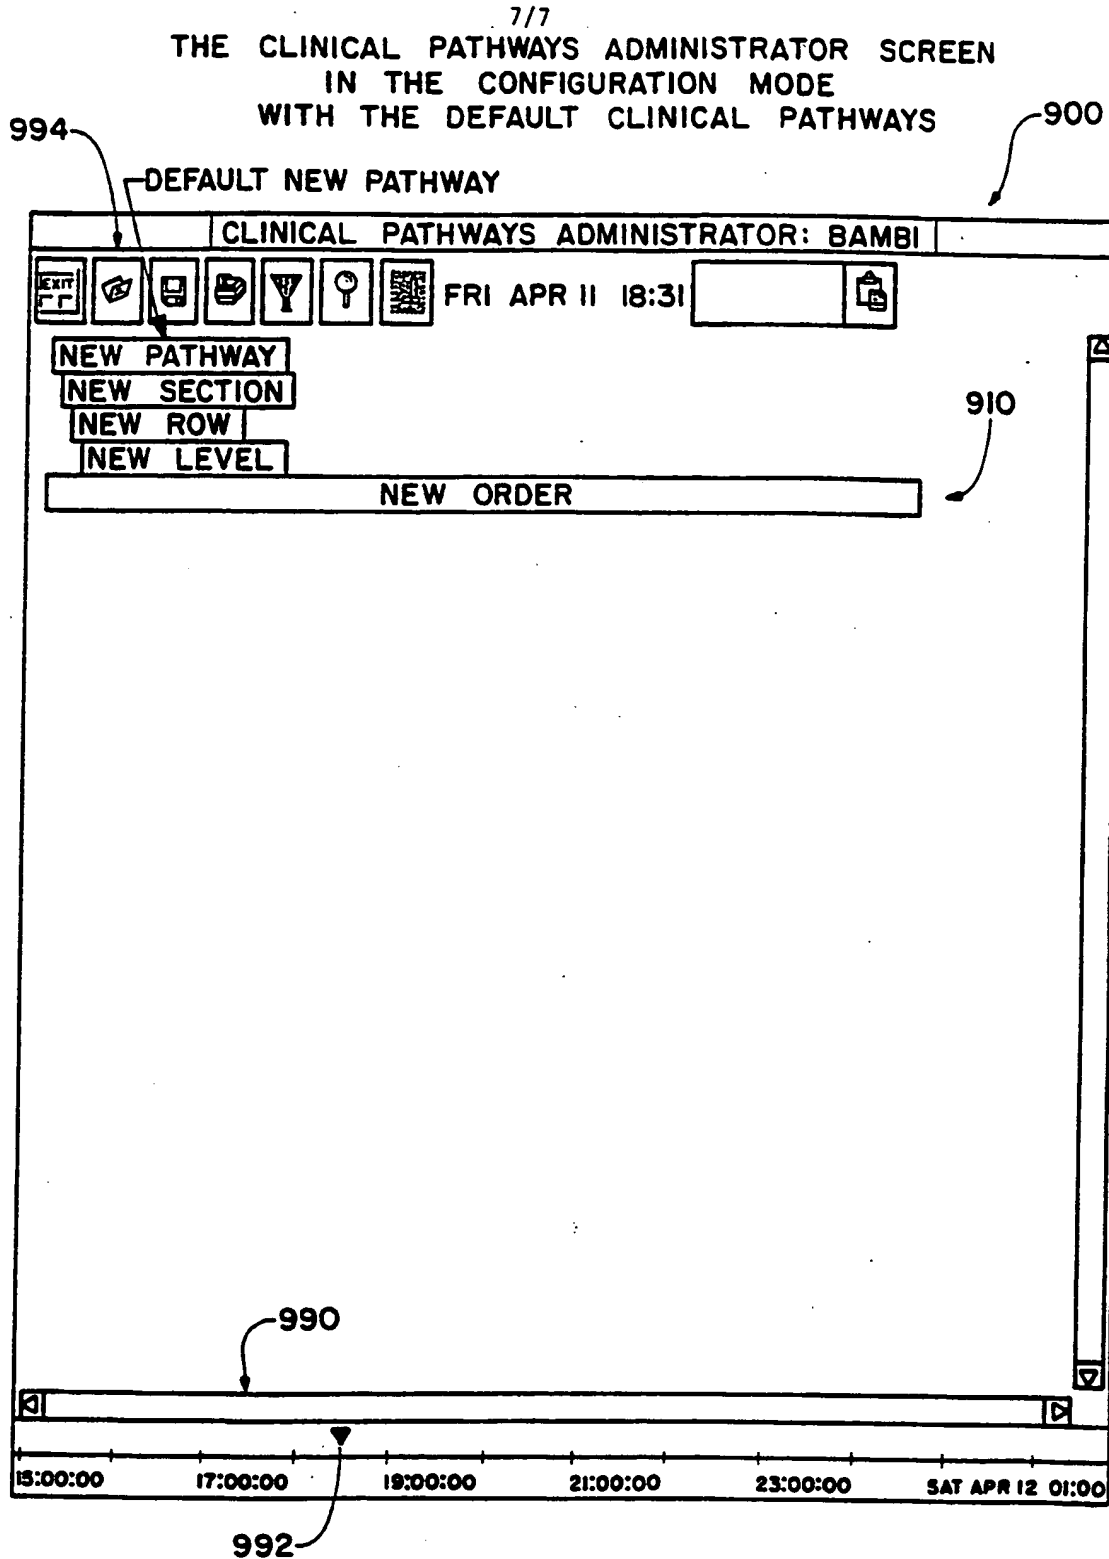 7/7
THE CLINICAL PATHWAYS ADMINISTRATOR SCREEN
IN THE CONFIGURATION MODE
WITH THE DEFAULT CLINICAL PATHWAYS
994
900
DEFAULT NEW PATHWAY
CLINICAL PATHWAYS ADMINISTRATOR: BAMBI
EXIT
FRI APR 11 18:31
NEW PATHWAY
NEW SECTION
NEW ROW
910
NEW LEVEL
NEW ORDER
990
15:00:00 17:00:00 19:00:00 21:00:00 23:00:00 SAT APR 12 01:00
992